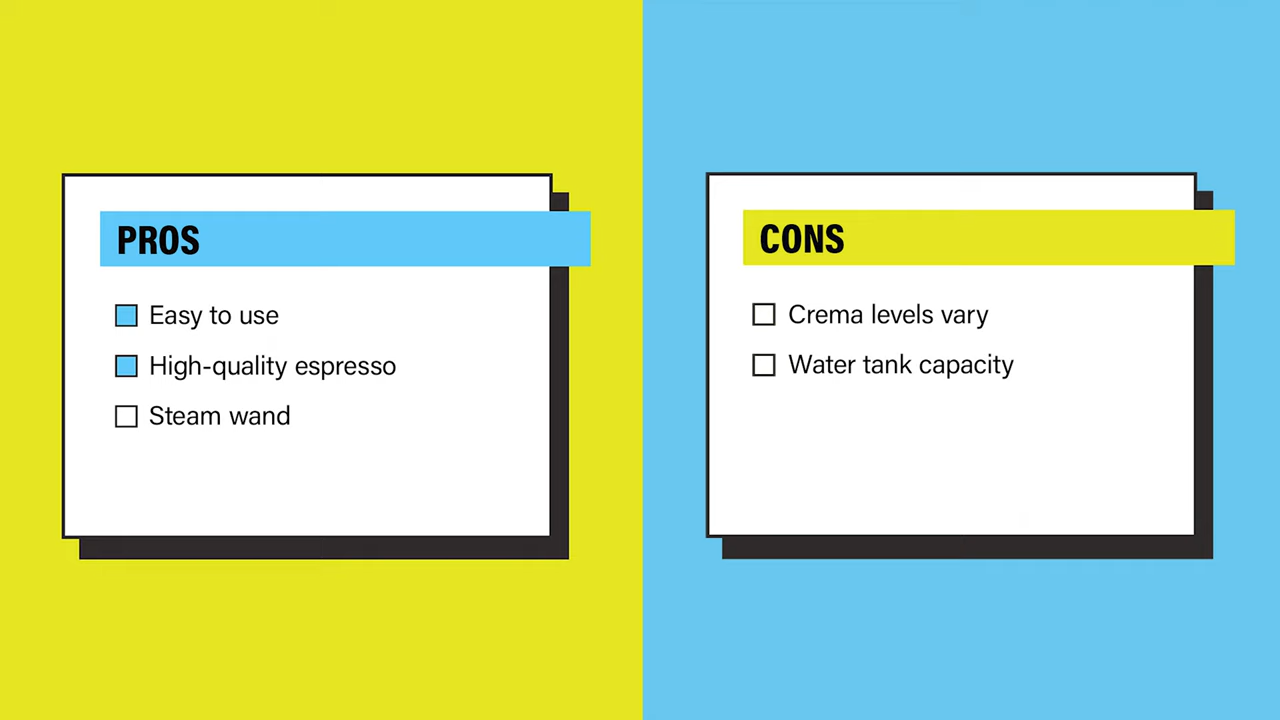 PROS
Easy to use
High-quality espresso
Steam wand
CONS
Crema levels vary
Water tank capacity